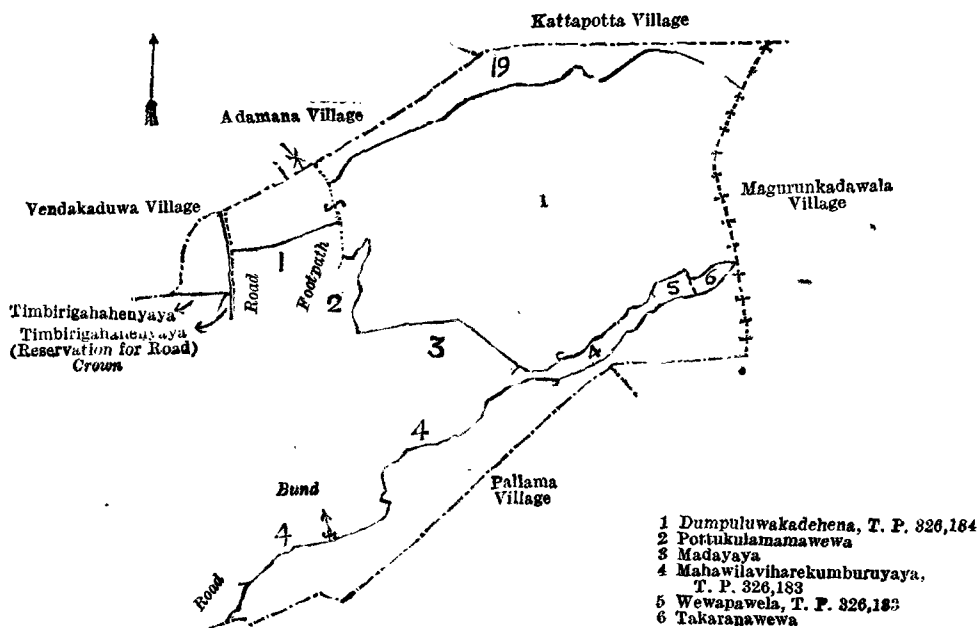 Kattapotta Village
19
Adamana Village
1
Magurunkadawala
Village
Vendakaduwa Village
1
Road
Footpath
2
5
6
Timbirigahahenyaya
Timbirigahahenyaya
(Reservation for Road)
Crown
3
4
4
Pallama
Village
Bund
4
Road
1 Dumpuluwakadehena, T. P. 326,184
2 Pottukulamamawewa
3 Madayaya
4 Mahawilaviharekumburuyaya,
T. P. 326,183
5 Wewapawela, T. P. 326,183
6 Takaranawewa